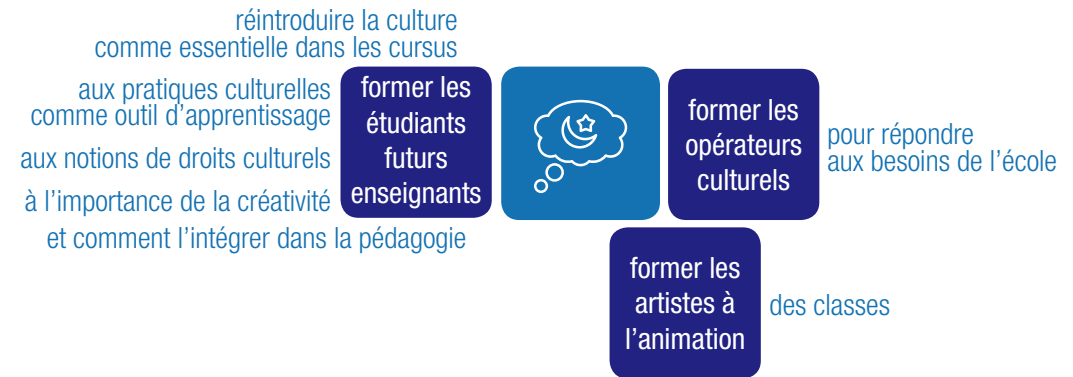 réintroduire la culture
comme essentielle dans les cursus
aux pratiques culturelles
comme outil d’apprentissage
aux notions de droits culturels
à l’importance de la créativité
et comment l’intégrer dans la pédagogie
former les
étudiants
futurs
enseignants
former les
opérateurs
culturels
pour répondre
aux besoins de l’école
former les
artistes à
l’animation
des classes